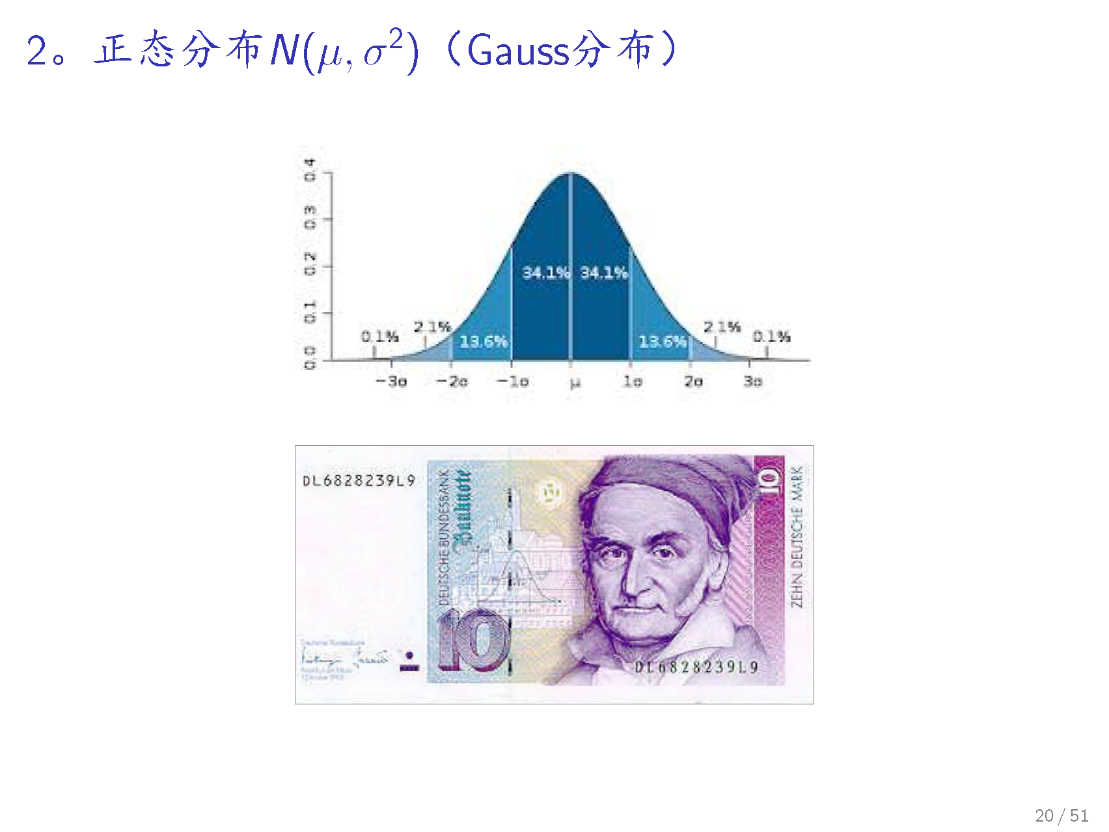 2。正态分布N(μ, σ²)（Gauss分布）
0.4
0.3
0.2
0.1
0.0
34.1% 34.1%
0.1% 2.1% 13.6% 13.6% 2.1% 0.1%
−3σ −2σ −1σ μ 1σ 2σ 3σ
DL6828239L9
DEUTSCHE BUNDESBANK
Banknote
10
10
ZEHN DEUTSCHE MARK
DL6828239L9
20 / 51